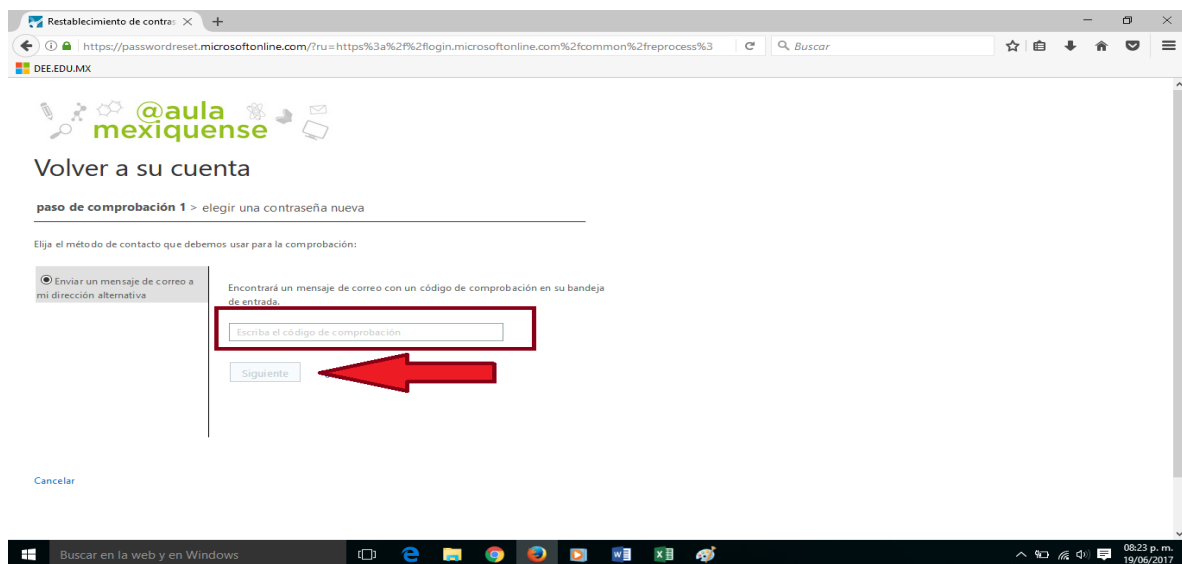 Restablecimiento de contras
https://passwordreset.microsoftonline.com/?ru=https%3a%2f%2flogin.microsoftonline.com%2fcommon%2freprocess%3
Buscar
DEE.EDU.MX
@aula
mexiquense
Volver a su cuenta
paso de comprobación 1 > elegir una contraseña nueva
Elija el método de contacto que debemos usar para la comprobación:
Enviar un mensaje de correo a
mi dirección alternativa
Encontrará un mensaje de correo con un código de comprobación en su bandeja
de entrada.
Escriba el código de comprobación
Siguiente
Cancelar
Buscar en la web y en Windows
08:23 p. m.
19/06/2017